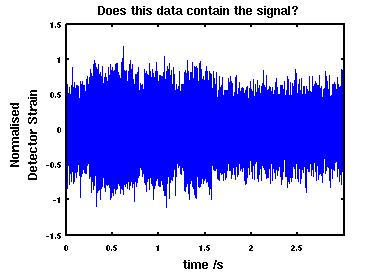 Does this data contain the signal?
1.5
1
0.5
0
-0.5
-1
-1.5
Normalised
Detector Strain
0 0.5 1 1.5 2 2.5
time /s